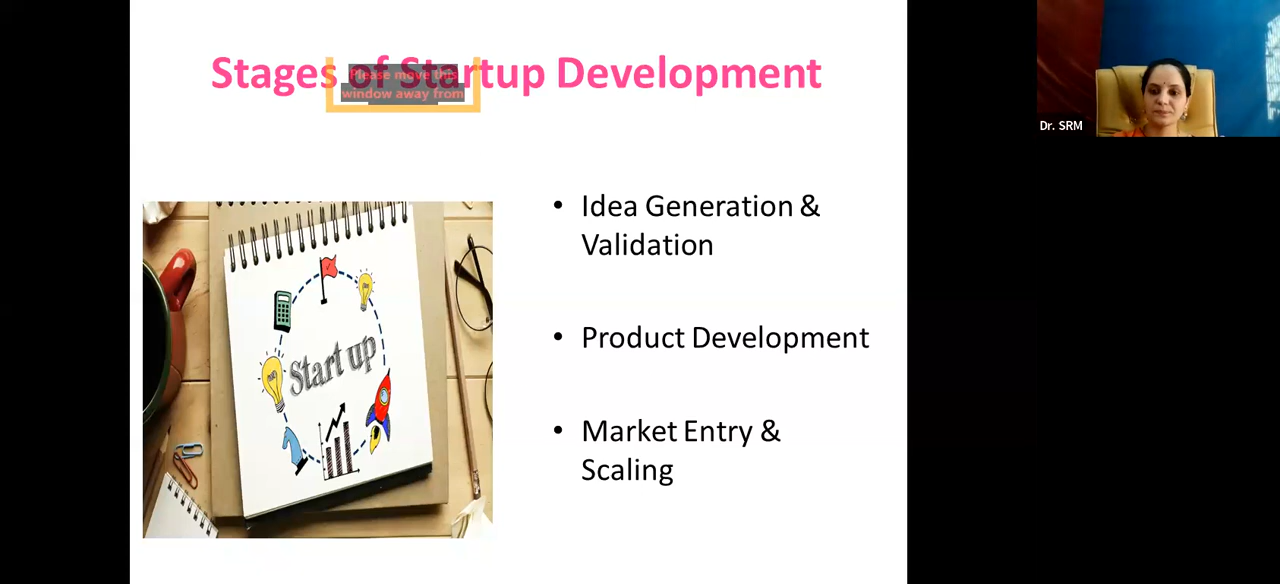 Stages of Startup Development
Please move this
window away from
Dr. SRM
• Idea Generation &
Validation
• Product Development
• Market Entry &
Scaling
Start up